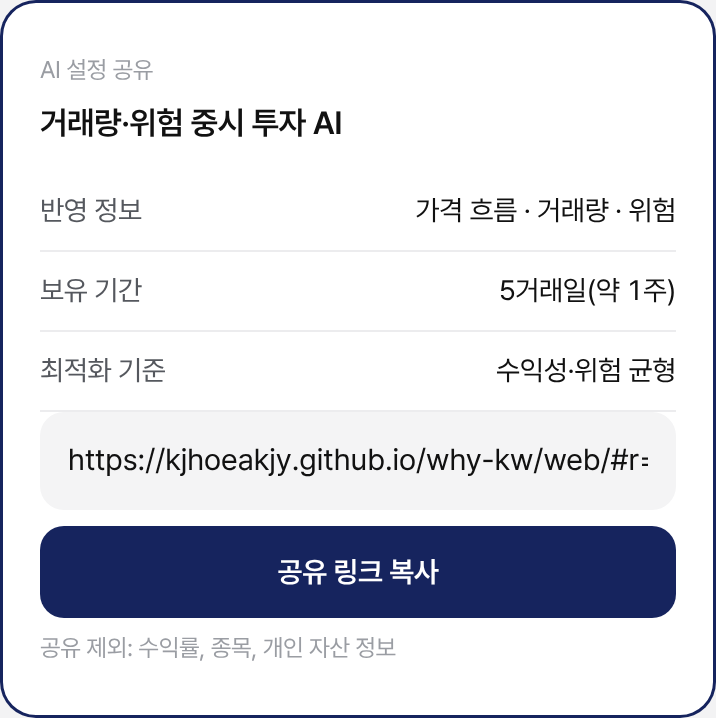 AI 설정 공유
거래량·위험 중시 투자 AI
반영 정보 가격 흐름 · 거래량 · 위험
보유 기간 5거래일(약 1주)
최적화 기준 수익성·위험 균형
https://kjhoeakjy.github.io/why-kw/web/#r=
공유 링크 복사
공유 제외: 수익률, 종목, 개인 자산 정보